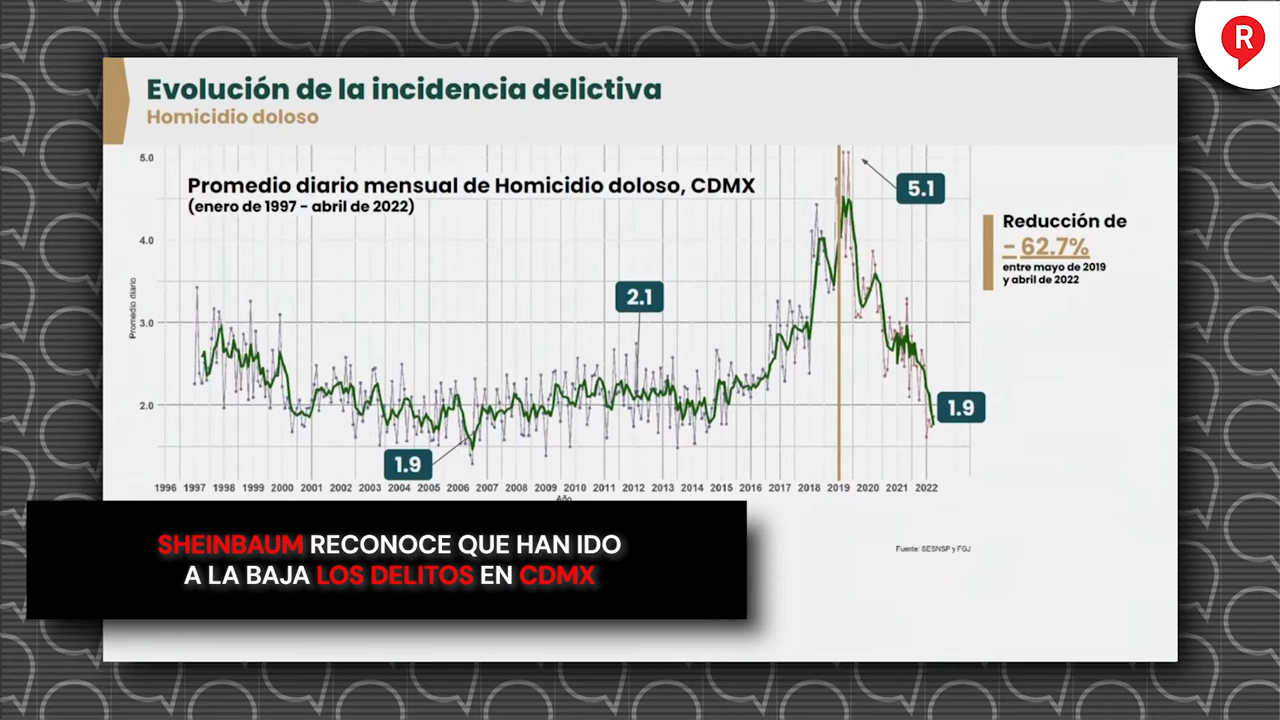 R
Evolución de la incidencia delictiva
Homicidio doloso
Promedio diario mensual de Homicidio doloso, CDMX
(enero de 1997 - abril de 2022)
5.0
4.0
3.0
2.0
Promedio diario
5.1
2.1
1.9
1.9
Reducción de
- 62.7%
entre mayo de 2019
y abril de 2022
1996 1997 1998 1999 2000 2001 2002 2003 2004 2005 2006 2007 2008 2009 2010 2011 2012 2013 2014 2015 2016 2017 2018 2019 2020 2021 2022
Año
Fuente: SESNSP y FGJ
SHEINBAUM RECONOCE QUE HAN IDO
A LA BAJA LOS DELITOS EN CDMX